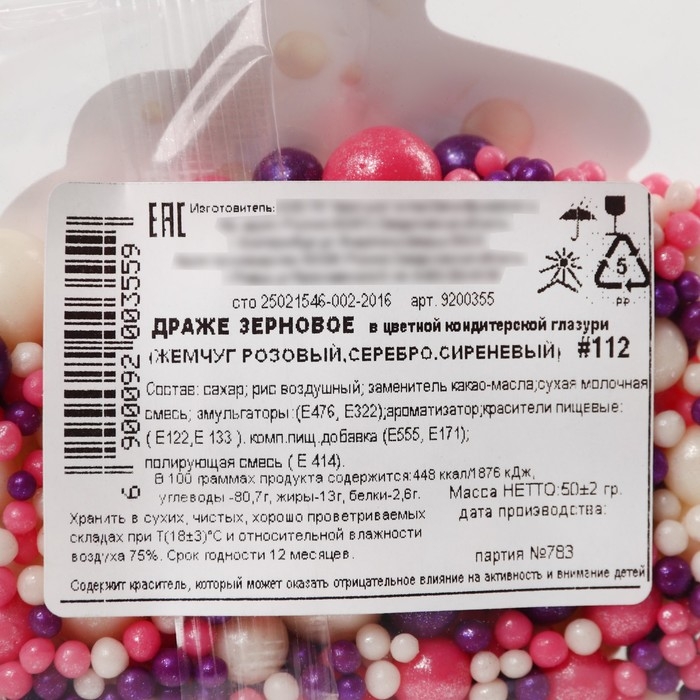 EAC Изготовитель:
сто 25021546-002-2016 арт. 9200355
ДРАЖЕ ЗЕРНОВОЕ в цветной кондитерской глазури
(ЖЕМЧУГ РОЗОВЫЙ,СЕРЕБРО,СИРЕНЕВЫЙ) #112
Состав: сахар; рис воздушный; заменитель какао-масла;сухая молочная
смесь; эмульгаторы:(Е476, Е322);ароматизатор;красители пищевые:
( Е122,Е 133 ). комп.пищ.добавка (Е555, Е171);
полирующая смесь ( Е 414).
В 100 граммах продукта содержится:448 ккал/1876 кДж,
углеводы -80,7г, жиры-13г, белки-2,6г.
Масса НЕТТО:50±2 гр.
дата производства:
Хранить в сухих, чистых, хорошо проветриваемых
складах при Т(18±3)°С и относительной влажности
воздуха 75%. Срок годности 12 месяцев.
партия №783
Содержит краситель, который может оказать отрицательное влияние на активность и внимание детей
6 900092 003559
5
PP